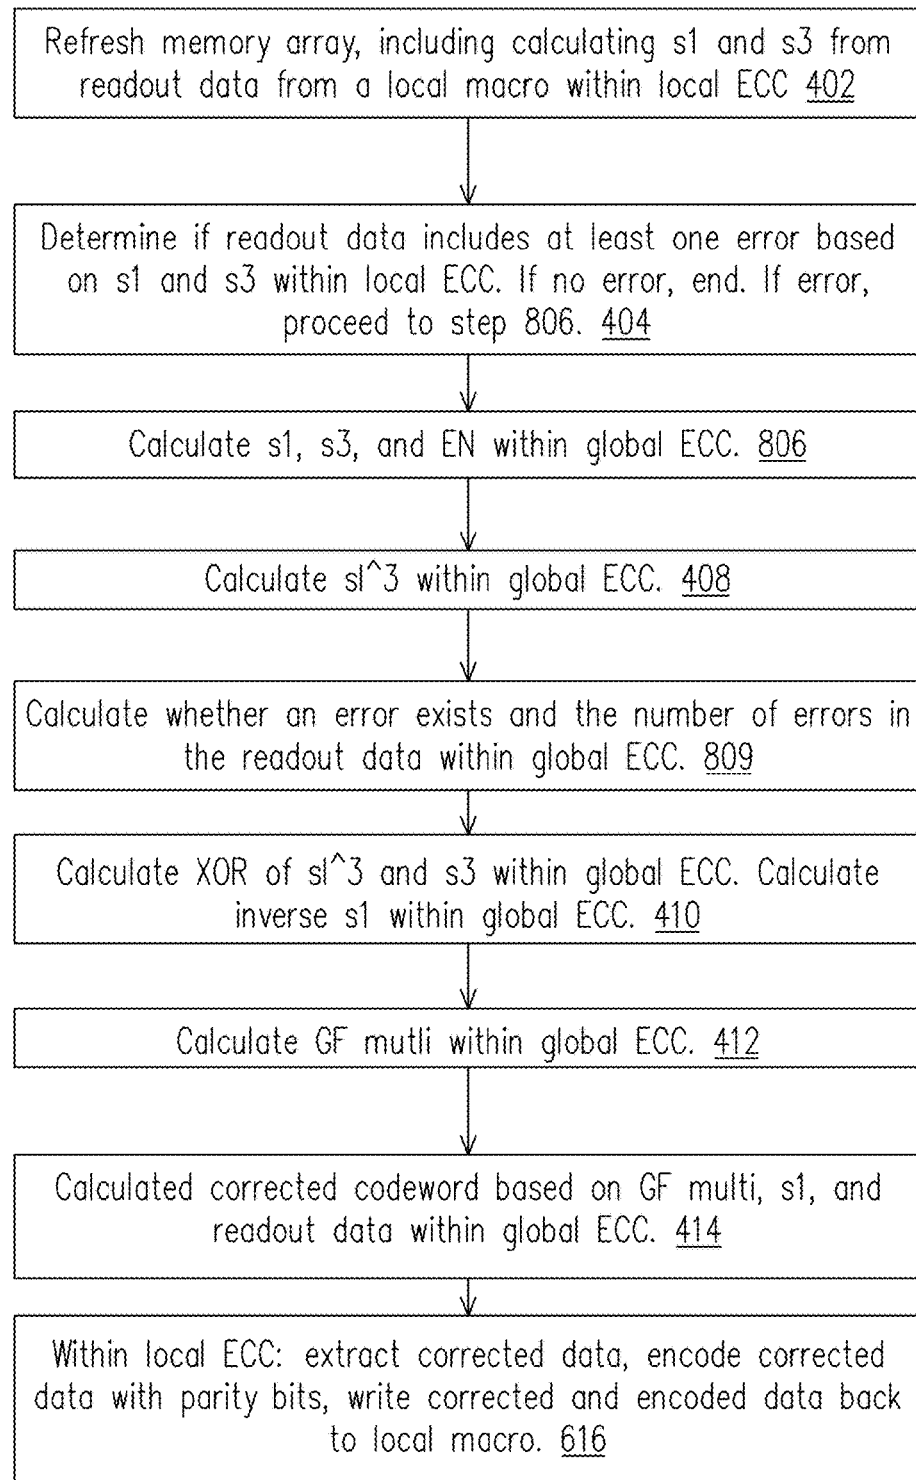 Refresh memory array, including calculating s1 and s3 from
readout data from a local macro within local ECC 402
Determine if readout data includes at least one error based
on s1 and s3 within local ECC. If no error, end. If error,
proceed to step 806. 404
Calculate s1, s3, and EN within global ECC. 806
Calculate sl^3 within global ECC. 408
Calculate whether an error exists and the number of errors in
the readout data within global ECC. 809
Calculate XOR of sl^3 and s3 within global ECC. Calculate
inverse s1 within global ECC. 410
Calculate GF mutli within global ECC. 412
Calculated corrected codeword based on GF multi, s1, and
readout data within global ECC. 414
Within local ECC: extract corrected data, encode corrected
data with parity bits, write corrected and encoded data back
to local macro. 616